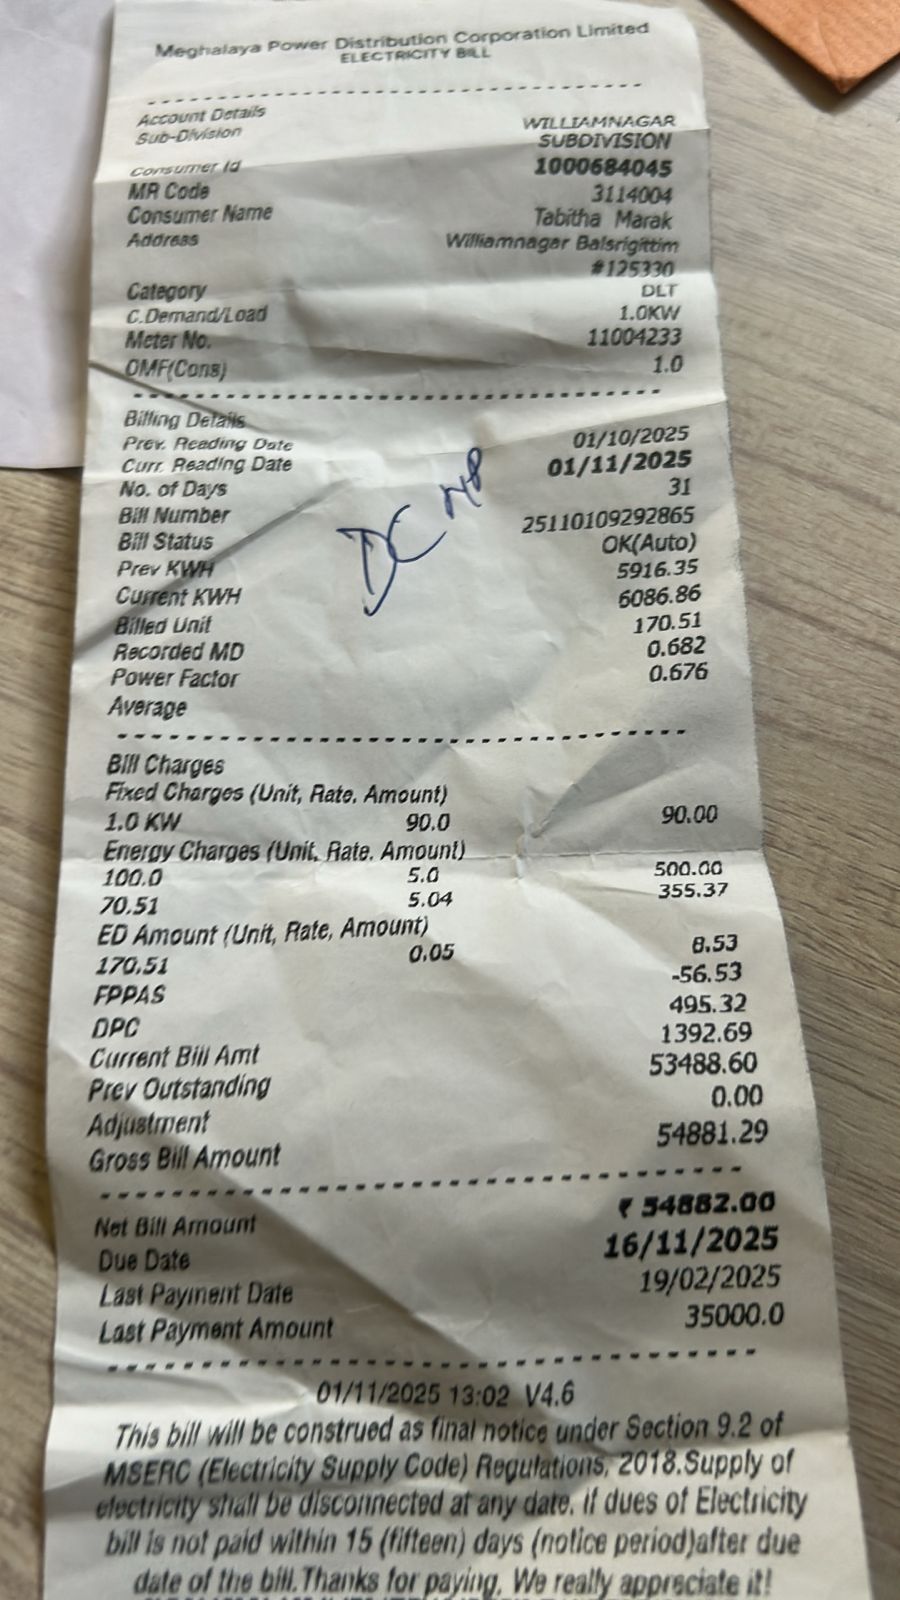 Meghalaya Power Distribution Corporation Limited
ELECTRICITY BILL
Account Details
Sub-Division WILLIAMNAGAR
SUBDIVISION
Consumer Id 1000684045
MR Code 3114004
Consumer Name Tabitha Marak
Address Williamnagar Balsrigittim
#125330
Category DLT
C.Demand/Load 1.0KW
Meter No. 11004233
OMF(Cons) 1.0
Billing Details
Prev. Reading Date 01/10/2025
Curr. Reading Date 01/11/2025
No. of Days 31
Bill Number 25110109292865
Bill Status OK(Auto)
Prev KWH 5916.35
Current KWH 6086.86
Billed Unit 170.51
Recorded MD 0.682
Power Factor 0.676
Average
DC
Bill Charges
Fixed Charges (Unit, Rate, Amount)
1.0 KW 90.0 90.00
Energy Charges (Unit, Rate, Amount)
100.0 5.0 500.00
70.51 5.04 355.37
ED Amount (Unit, Rate, Amount)
170.51 0.05 8.53
FPPAS -56.53
DPC 495.32
Current Bill Amt 1392.69
Prev Outstanding 53488.60
Adjustment 0.00
Gross Bill Amount 54881.29
Net Bill Amount ₹ 54882.00
Due Date 16/11/2025
Last Payment Date 19/02/2025
Last Payment Amount 35000.0
01/11/2025 13:02 V4.6
This bill will be construed as final notice under Section 9.2 of
MSERC (Electricity Supply Code) Regulations, 2018.Supply of
electricity shall be disconnected at any date, if dues of Electricity
bill is not paid within 15 (fifteen) days (notice period)after due
date of the bill.Thanks for paying, We really appreciate it!